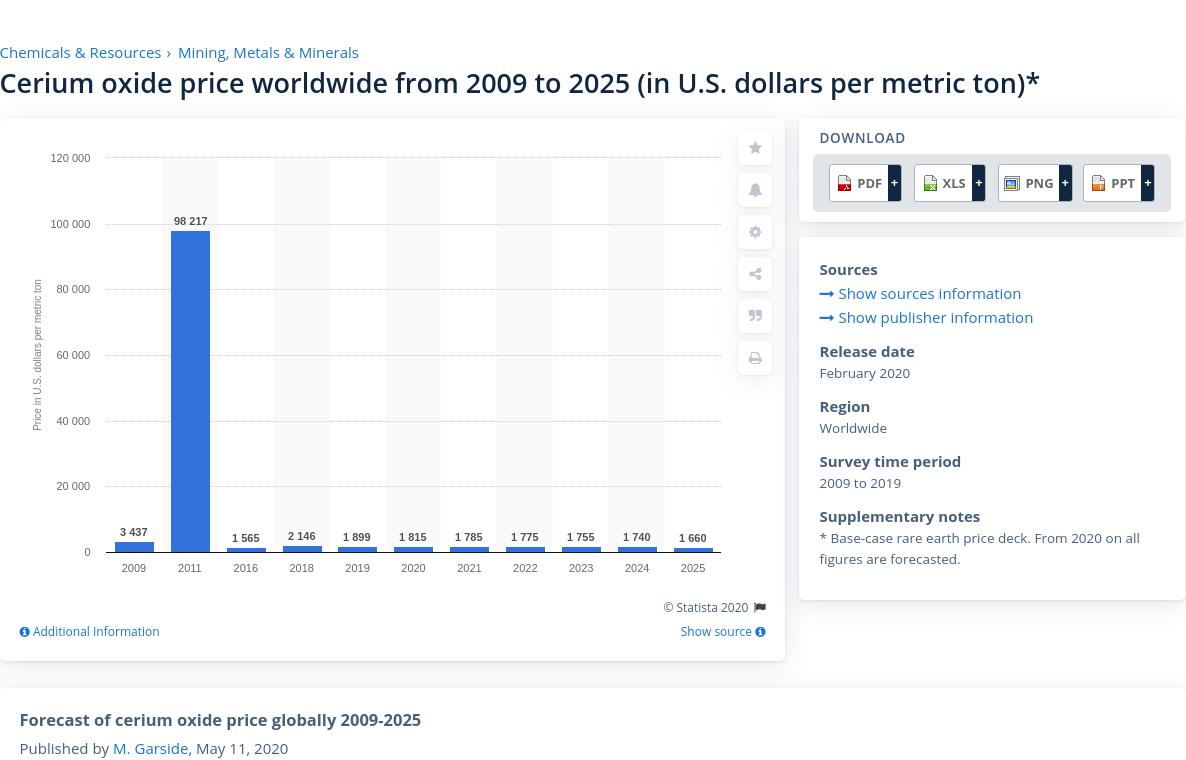 Chemicals & Resources › Mining, Metals & Minerals
Cerium oxide price worldwide from 2009 to 2025 (in U.S. dollars per metric ton)*
Price in U.S. dollars per metric ton
120 000
100 000
80 000
60 000
40 000
20 000
0
3 437
98 217
1 565
2 146
1 899
1 815
1 785
1 775
1 755
1 740
1 660
2009 2011 2016 2018 2019 2020 2021 2022 2023 2024 2025
© Statista 2020
Additional Information
Show source
DOWNLOAD
PDF + XLS + PNG + PPT +
Sources
Show sources information
Show publisher information
Release date
February 2020
Region
Worldwide
Survey time period
2009 to 2019
Supplementary notes
* Base-case rare earth price deck. From 2020 on all
figures are forecasted.
Forecast of cerium oxide price globally 2009-2025
Published by M. Garside, May 11, 2020